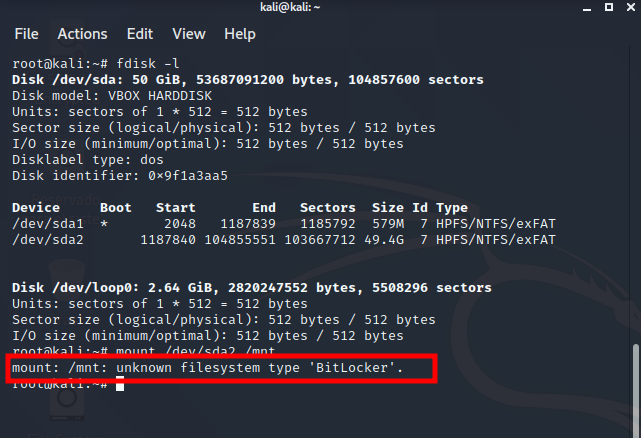 kali@kali: ~
File Actions Edit View Help
root@kali:~# fdisk -l
Disk /dev/sda: 50 GiB, 53687091200 bytes, 104857600 sectors
Disk model: VBOX HARDDISK
Units: sectors of 1 * 512 = 512 bytes
Sector size (logical/physical): 512 bytes / 512 bytes
I/O size (minimum/optimal): 512 bytes / 512 bytes
Disklabel type: dos
Disk identifier: 0×9f1a3aa5
Device Boot Start End Sectors Size Id Type
/dev/sda1 * 2048 1187839 1185792 579M 7 HPFS/NTFS/exFAT
/dev/sda2 1187840 104855551 103667712 49.4G 7 HPFS/NTFS/exFAT
Disk /dev/loop0: 2.64 GiB, 2820247552 bytes, 5508296 sectors
Units: sectors of 1 * 512 = 512 bytes
Sector size (logical/physical): 512 bytes / 512 bytes
I/O size (minimum/optimal): 512 bytes / 512 bytes
root@kali:~# mount /dev/sda2 /mnt
mount: /mnt: unknown filesystem type 'BitLocker'.
root@kali:~#